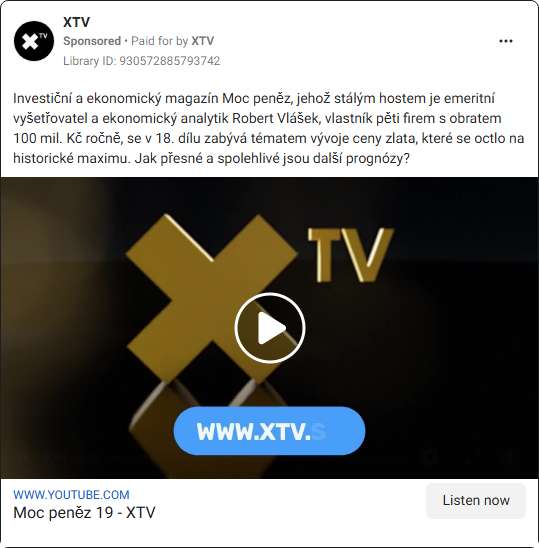 XTV
Sponsored • Paid for by XTV
Library ID: 930572885793742
Investiční a ekonomický magazín Moc peněz, jehož stálým hostem je emeritní
vyšetřovatel a ekonomický analytik Robert Vlášek, vlastník pěti firem s obratem
100 mil. Kč ročně, se v 18. dílu zabývá tématem vývoje ceny zlata, které se octlo na
historické maximu. Jak přesné a spolehlivé jsou další prognózy?
XTV
WWW.XTV.S
WWW.YOUTUBE.COM
Moc peněz 19 - XTV
Listen now